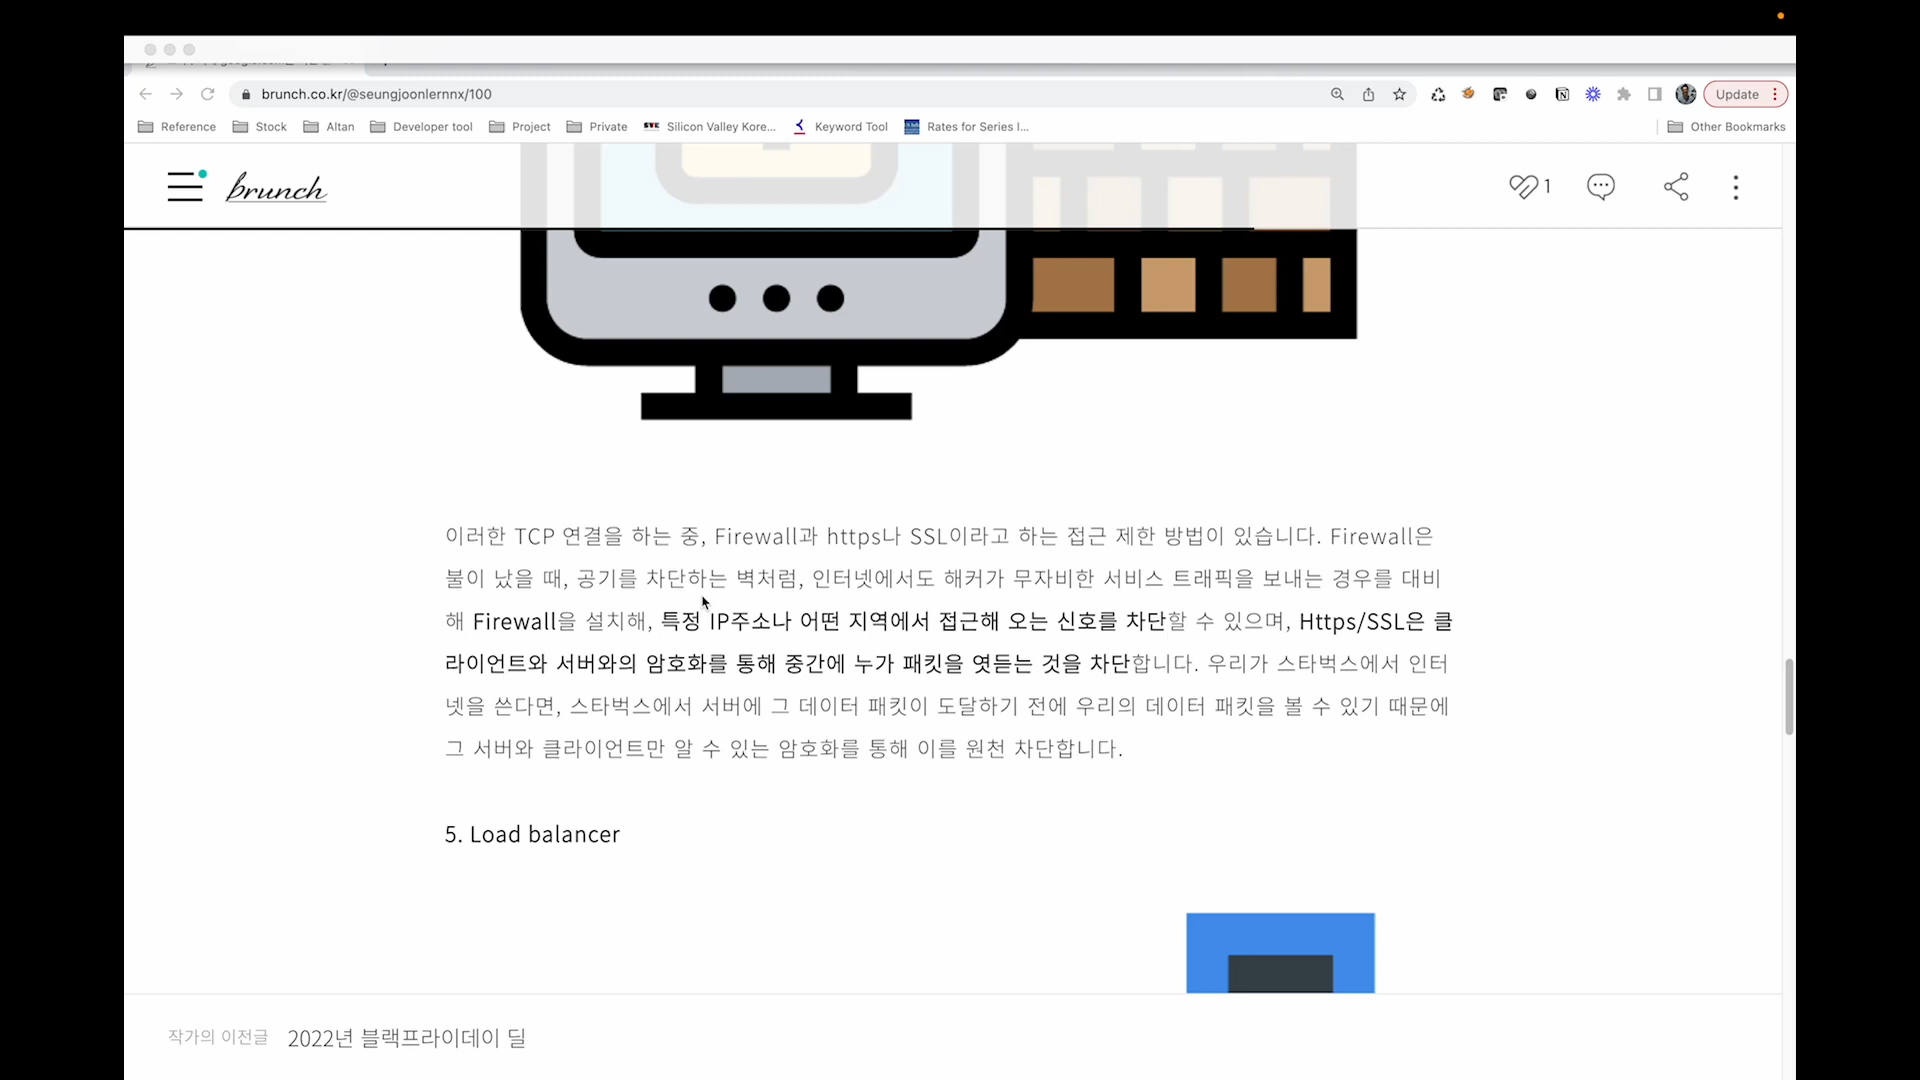 brunch.co.kr/@seungjoonlernnx/100
Update
Reference
Stock
Altan
Developer tool
Project
Private
Silicon Valley Kore...
Keyword Tool
Rates for Series I...
Other Bookmarks
brunch
1
이러한 TCP 연결을 하는 중, Firewall과 https나 SSL이라고 하는 접근 제한 방법이 있습니다. Firewall은
불이 났을 때, 공기를 차단하는 벽처럼, 인터넷에서도 해커가 무자비한 서비스 트래픽을 보내는 경우를 대비
해 Firewall을 설치해, 특정 IP주소나 어떤 지역에서 접근해 오는 신호를 차단할 수 있으며, Https/SSL은 클
라이언트와 서버와의 암호화를 통해 중간에 누가 패킷을 엿듣는 것을 차단합니다. 우리가 스타벅스에서 인터
넷을 쓴다면, 스타벅스에서 서버에 그 데이터 패킷이 도달하기 전에 우리의 데이터 패킷을 볼 수 있기 때문에
그 서버와 클라이언트만 알 수 있는 암호화를 통해 이를 원천 차단합니다.
5. Load balancer
작가의 이전글 2022년 블랙프라이데이 딜